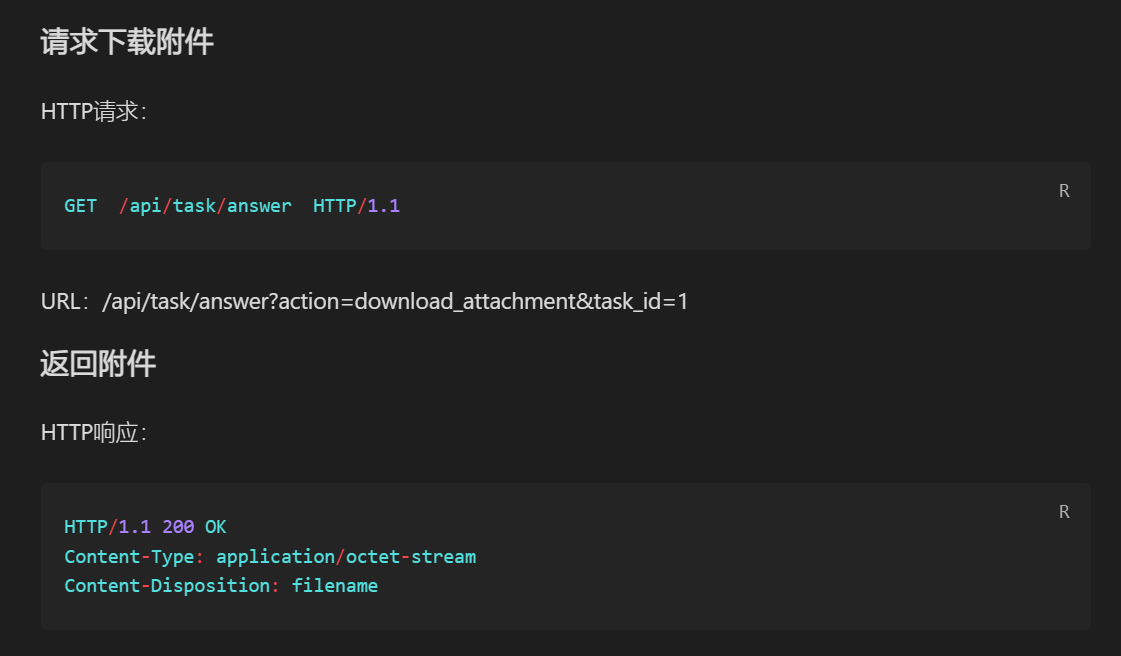 请求下载附件
HTTP请求：
R
GET  /api/task/answer  HTTP/1.1
URL：/api/task/answer?action=download_attachment&task_id=1
返回附件
HTTP响应：
R
HTTP/1.1 200 OK
Content-Type: application/octet-stream
Content-Disposition: filename